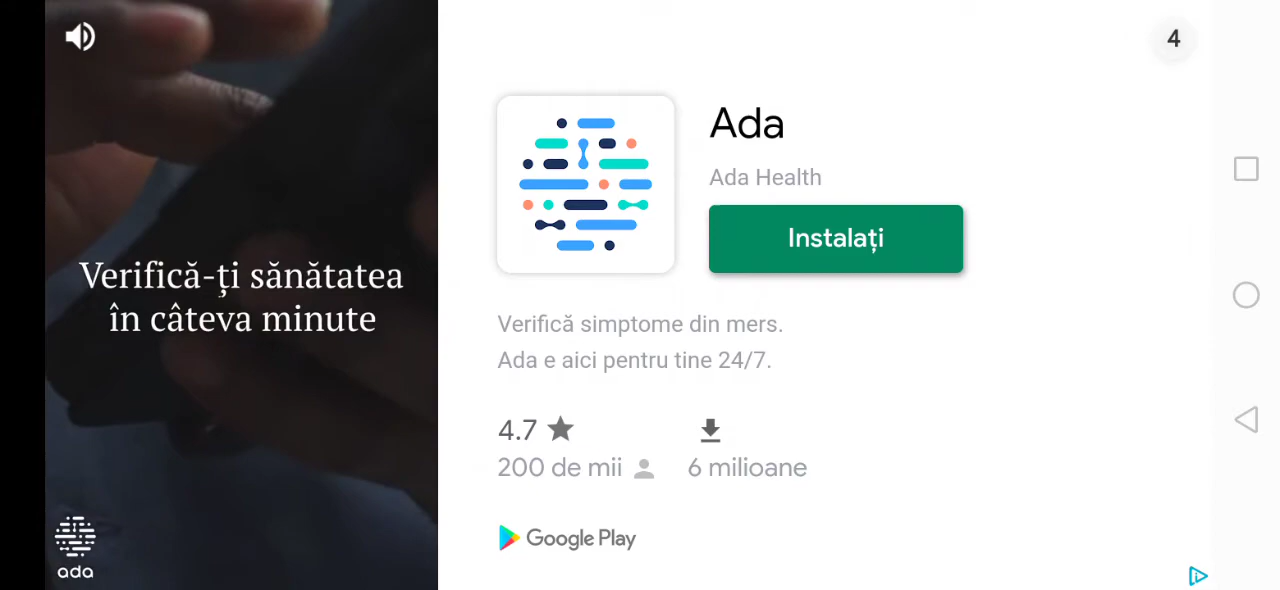 Verifică-ți sănătatea
în câteva minute
ada
4
Ada
Ada Health
Instalați
Verifică simptome din mers.
Ada e aici pentru tine 24/7.
4.7
200 de mii
6 milioane
Google Play